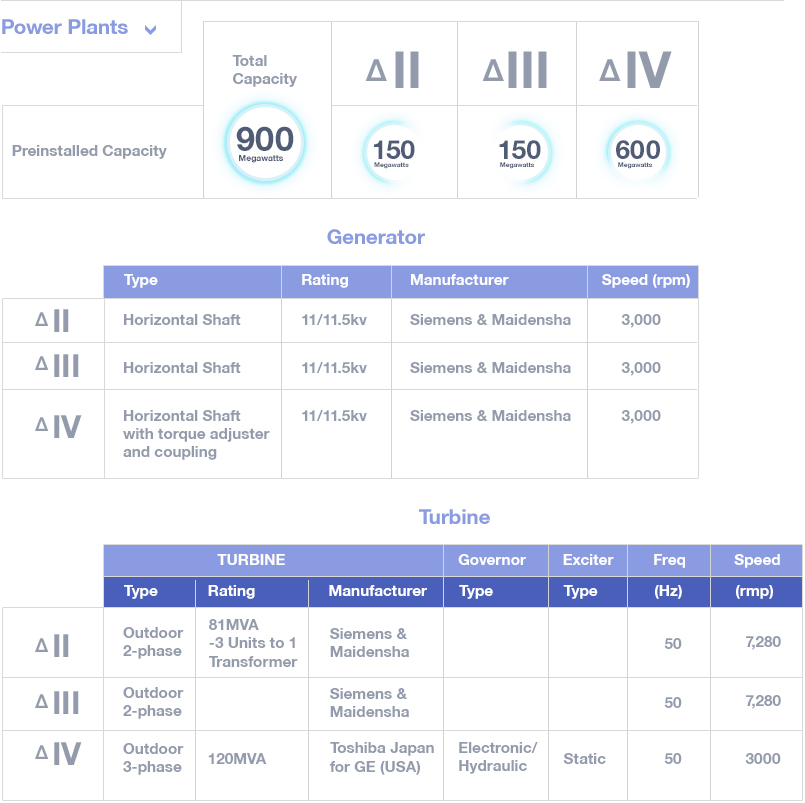 Power Plants
Total
Capacity
Δ II
Δ III
Δ IV
Preinstalled Capacity
900
Megawatts
150
Megawatts
150
Megawatts
600
Megawatts
Generator
Type Rating Manufacturer Speed (rpm)
Δ II Horizontal Shaft 11/11.5kv Siemens & Maidensha 3,000
Δ III Horizontal Shaft 11/11.5kv Siemens & Maidensha 3,000
Δ IV Horizontal Shaft 11/11.5kv Siemens & Maidensha 3,000
with torque adjuster
and coupling
Turbine
TURBINE Governor Exciter Freq Speed
Type Rating Manufacturer Type Type (Hz) (rmp)
Δ II
Outdoor
2-phase
81MVA
-3 Units to 1
Transformer
Siemens &
Maidensha
50
7,280
Δ III
Outdoor
2-phase
Siemens &
Maidensha
50
7,280
Δ IV
Outdoor
3-phase
120MVA
Toshiba Japan
for GE (USA)
Electronic/
Hydraulic
Static
50
3000